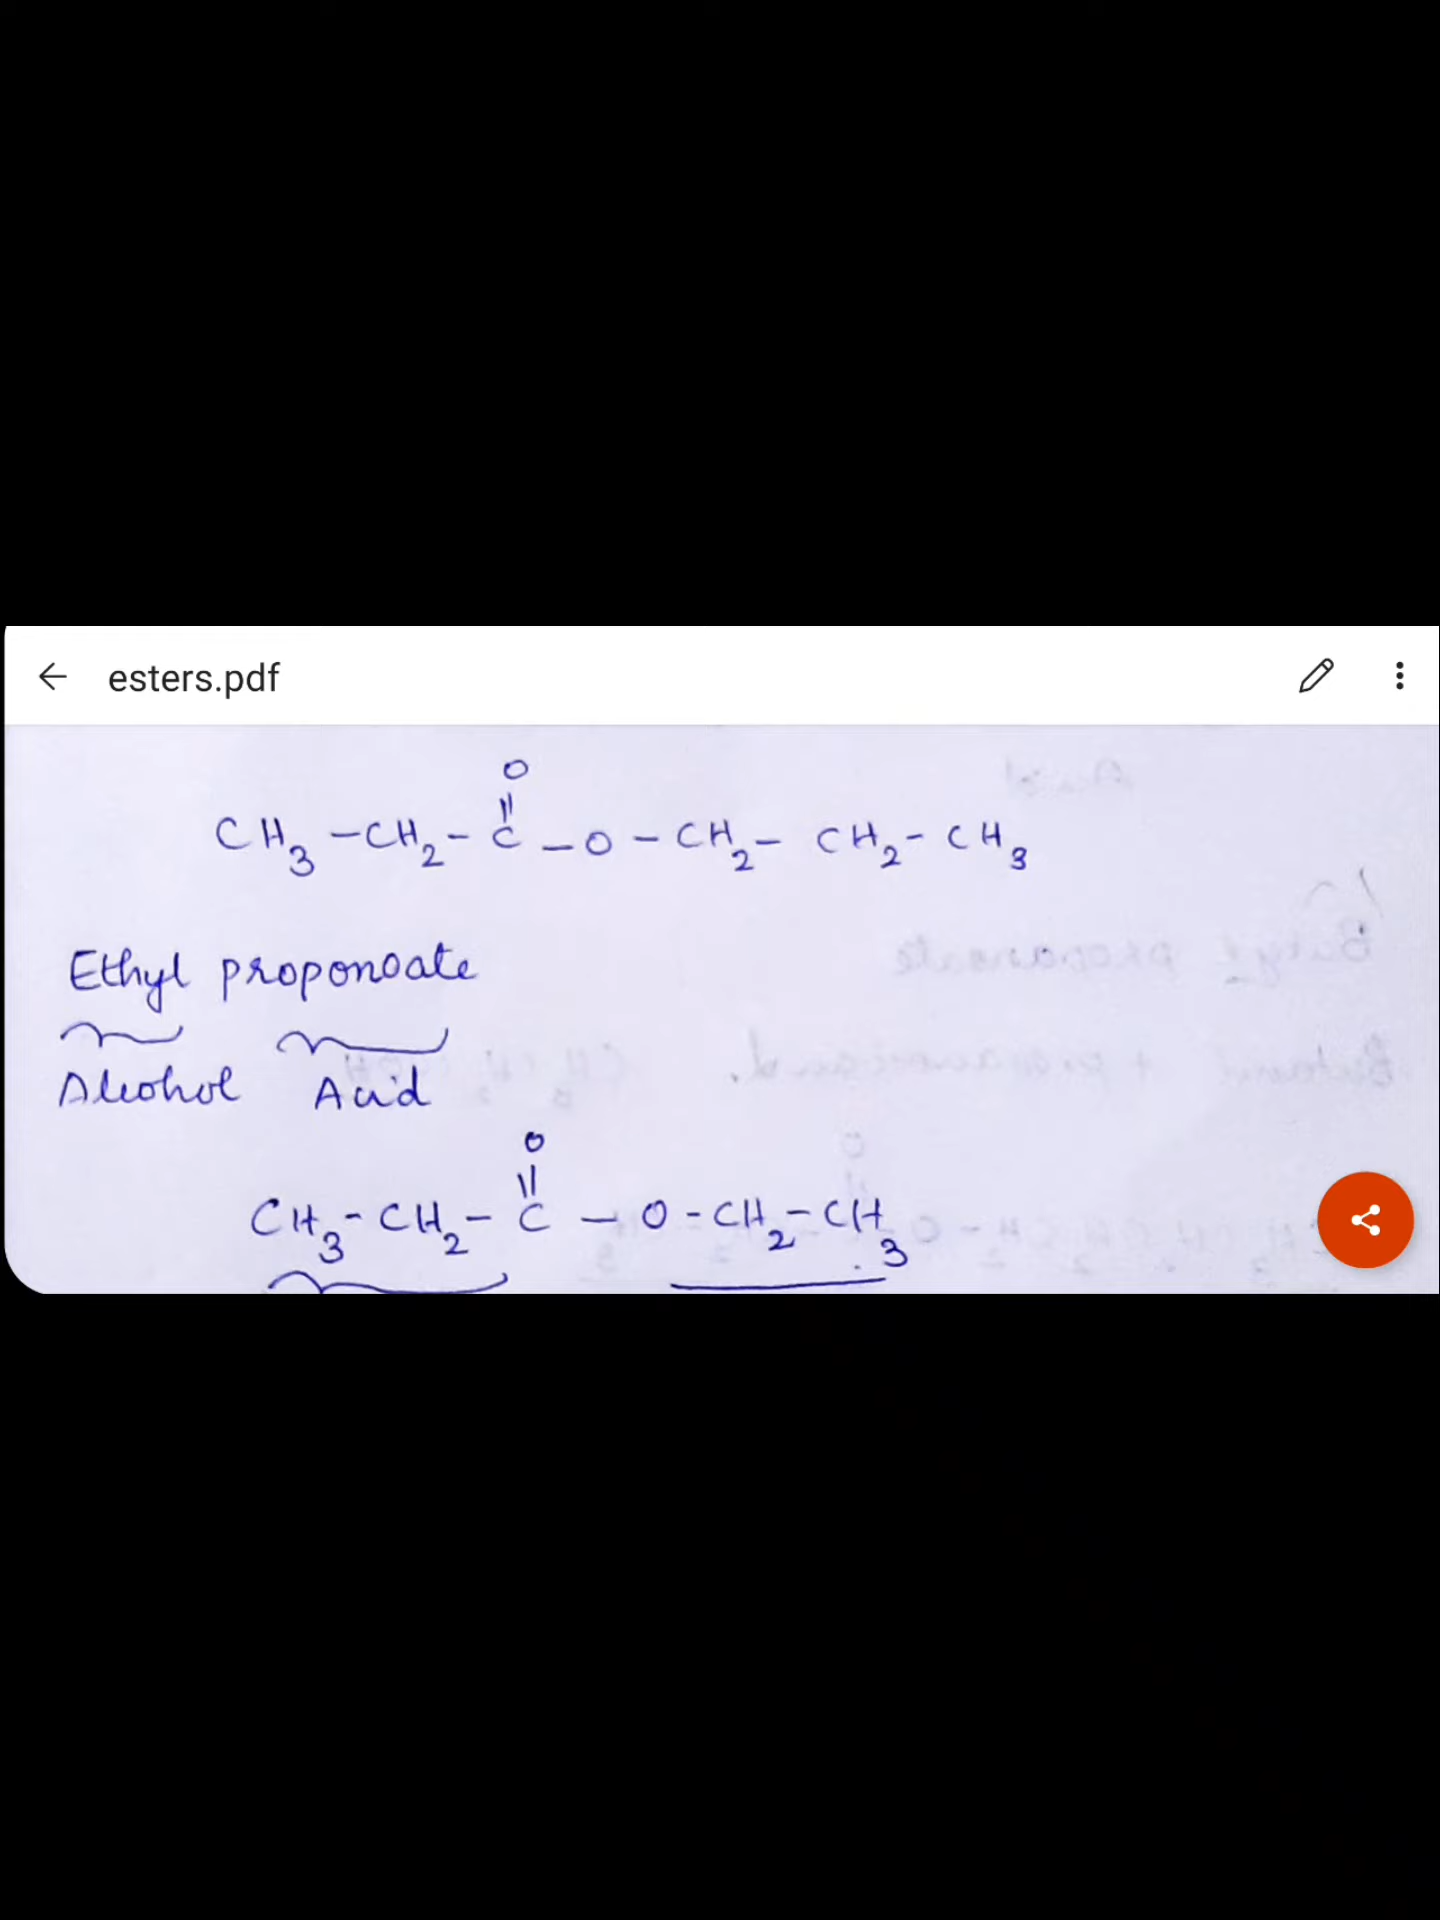 esters.pdf
O
||
CH₃ – CH₂ – C – O – CH₂ – CH₂ – CH₃
Ethyl proponoate
Alcohol Acid
O
||
CH₃ – CH₂ – C – O – CH₂ – CH₃